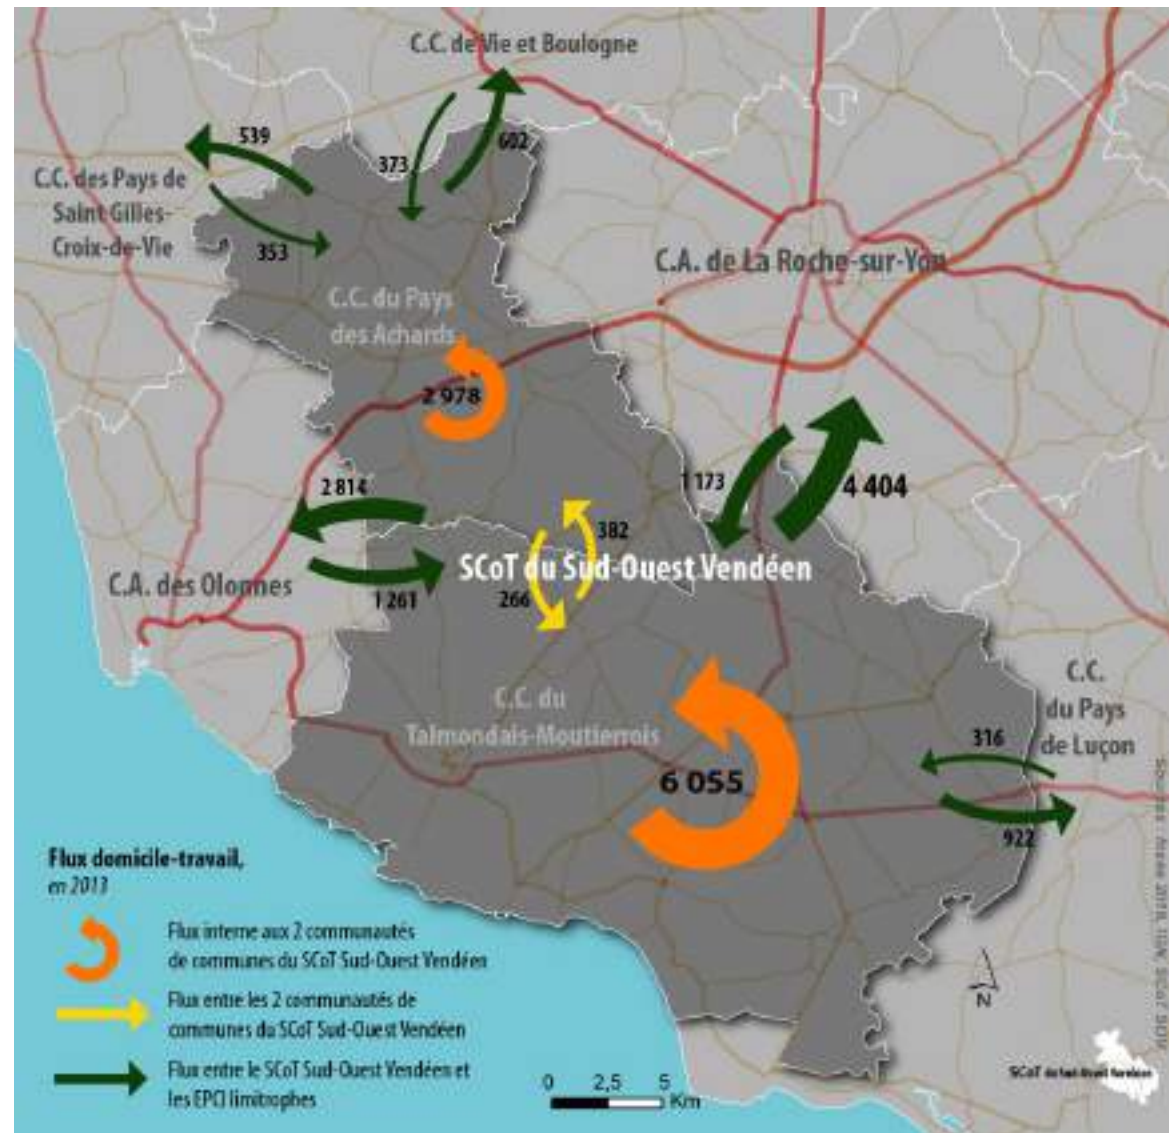 C.C. de Vie et Boulogne
539
602
373
C.C. des Pays de
Saint Gilles-
Croix-de-Vie
353
C.A. de La Roche-sur-Yon
C.C. du Pays
des Achards
2 978
2 814
1 173
4 404
382
SCoT du Sud-Ouest Vendéen
C.A. des Olonnes
1 261
266
C.C.
du Pays
de Luçon
C.C. du
Talmondais-Moutierrois
316
6 055
922
Flux domicile-travail,
en 2013
Flux interne aux 2 communautés
de communes du SCoT Sud-Ouest Vendéen
Flux entre les 2 communautés de
communes du SCoT Sud-Ouest Vendéen
Flux entre le SCoT Sud-Ouest Vendéen et
les EPCI limitrophes
0 2,5 5
Km
N
SCoT du Sud-Ouest Vendéen